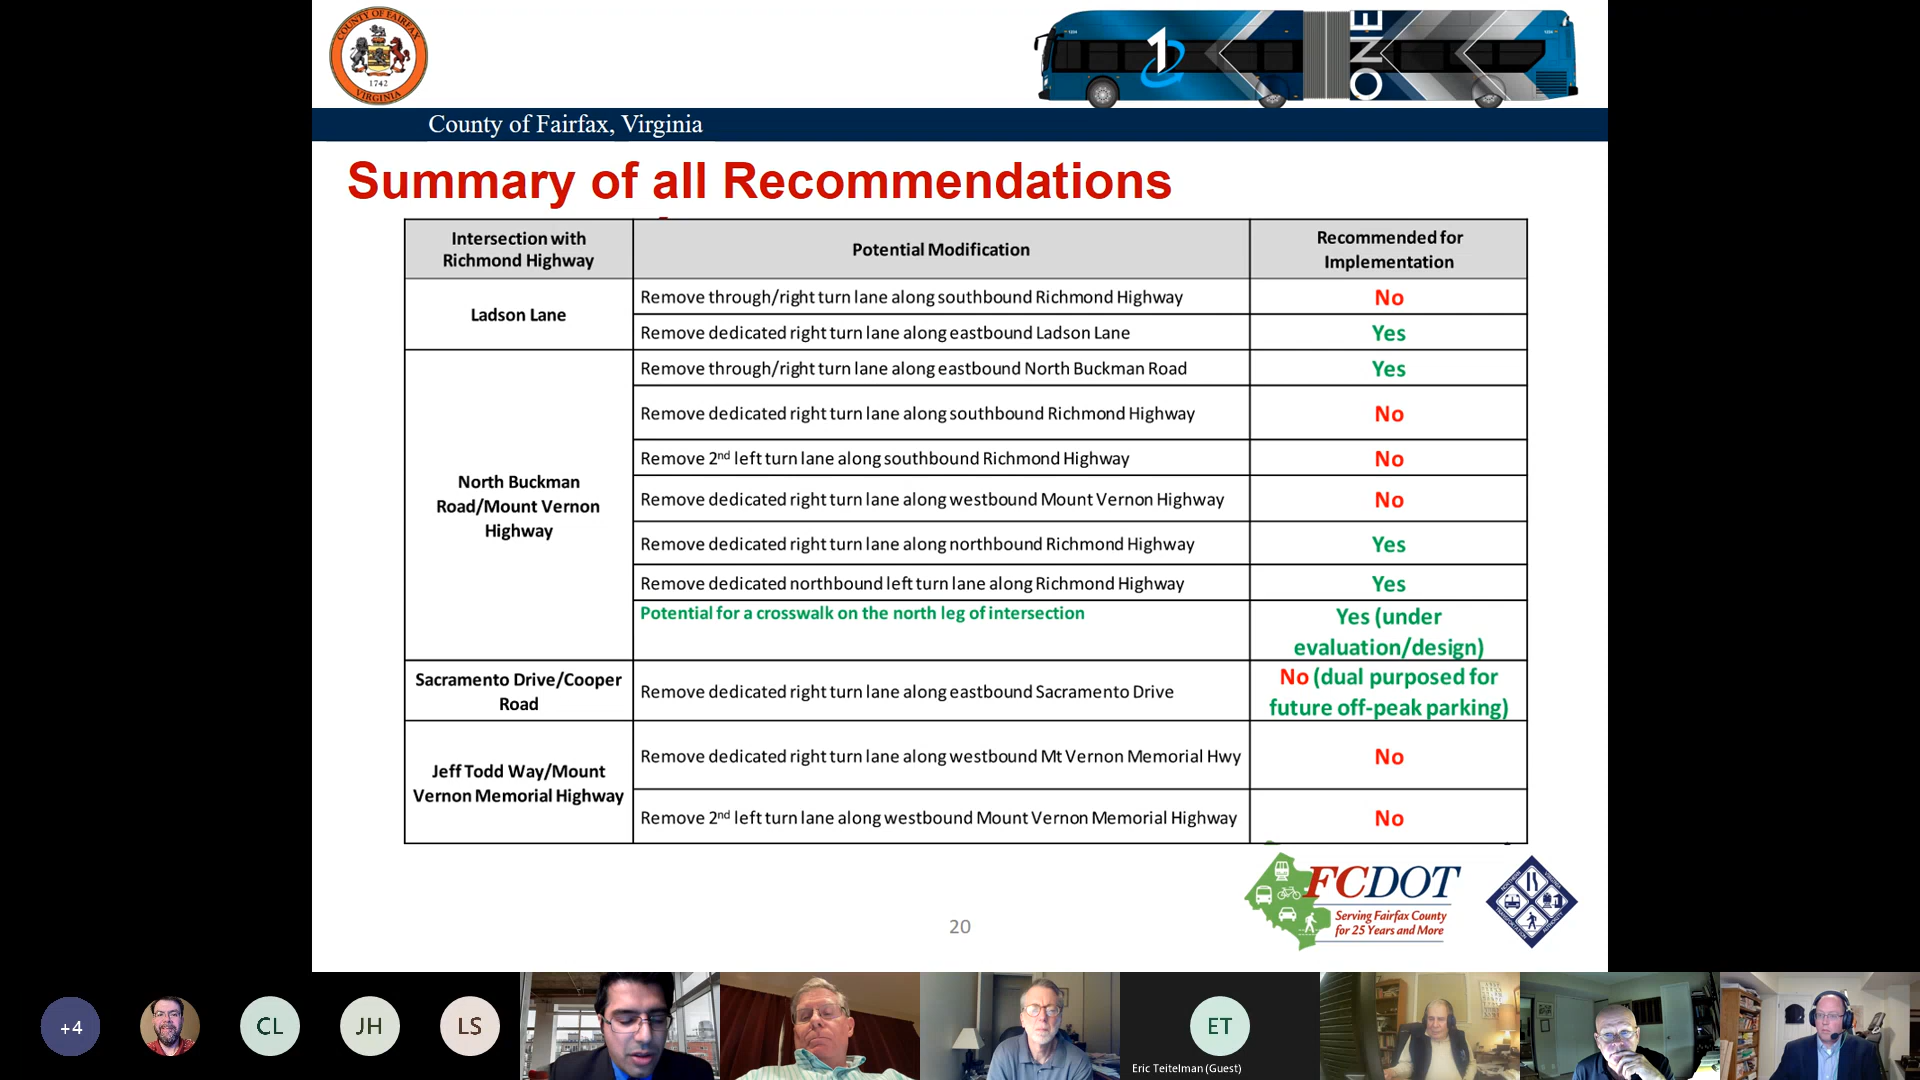 COUNTY OF FAIRFAX
1742
VIRGINIA
1
ONE
County of Fairfax, Virginia
Summary of all Recommendations
Intersection with
Richmond Highway
Potential Modification
Recommended for
Implementation
Ladson Lane
Remove through/right turn lane along southbound Richmond Highway
No
Remove dedicated right turn lane along eastbound Ladson Lane
Yes
North Buckman
Road/Mount Vernon
Highway
Remove through/right turn lane along eastbound North Buckman Road
Yes
Remove dedicated right turn lane along southbound Richmond Highway
No
Remove 2nd left turn lane along southbound Richmond Highway
No
Remove dedicated right turn lane along westbound Mount Vernon Highway
No
Remove dedicated right turn lane along northbound Richmond Highway
Yes
Remove dedicated northbound left turn lane along Richmond Highway
Yes
Potential for a crosswalk on the north leg of intersection
Yes (under
evaluation/design)
Sacramento Drive/Cooper
Road
Remove dedicated right turn lane along eastbound Sacramento Drive
No (dual purposed for
future off-peak parking)
Jeff Todd Way/Mount
Vernon Memorial Highway
Remove dedicated right turn lane along westbound Mt Vernon Memorial Hwy
No
Remove 2nd left turn lane along westbound Mount Vernon Memorial Highway
No
FCDOT
Serving Fairfax County
for 25 Years and More
20
+4
CL
JH
LS
ET
Eric Teitelman (Guest)